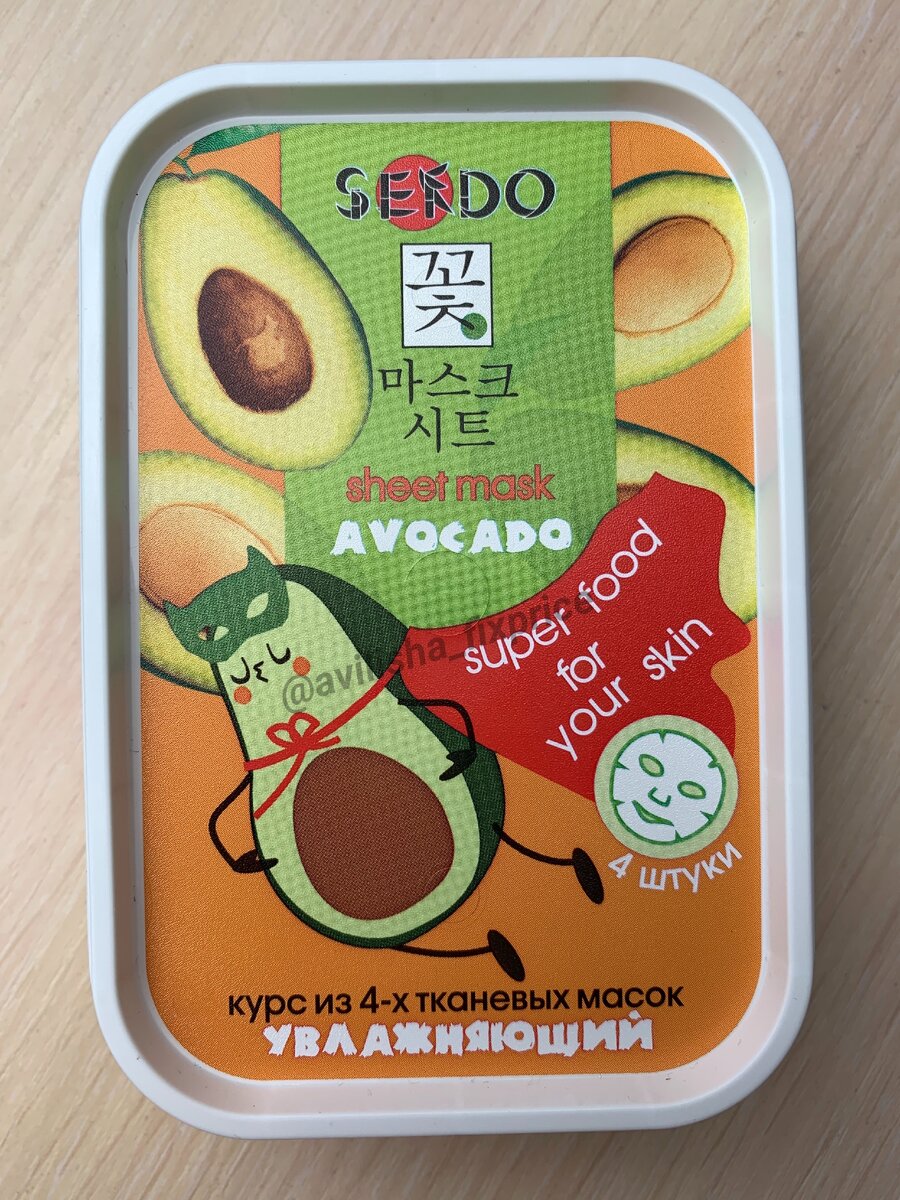 SENDO
꽃
마스크
시트
sheet mask
AVOCADO
super food
for
your skin
4 штуки
курс из 4-х тканевых масок
УВЛАЖНЯЮЩИЙ